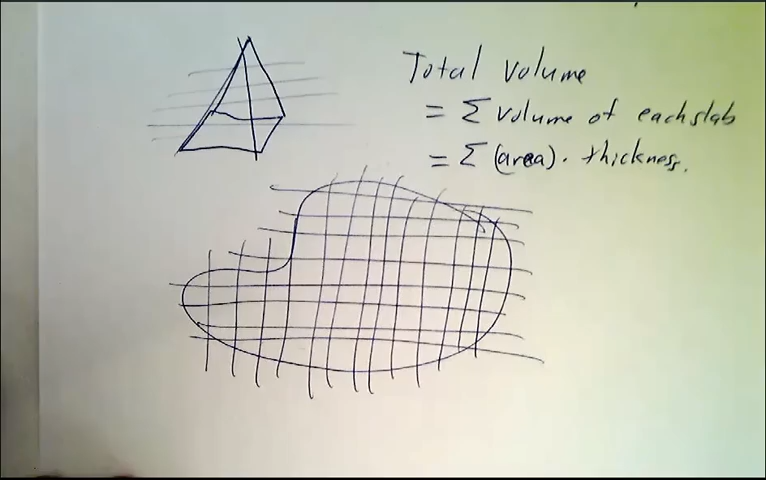 Total Volume
= Σ volume of each slab
= Σ (area) · thickness.